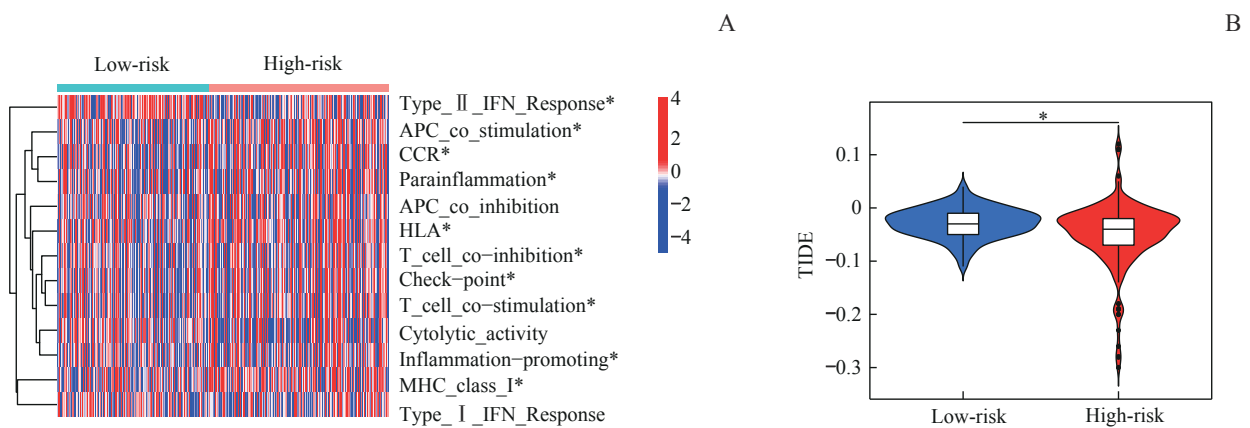 A
B
Low-risk
High-risk
Type_Ⅱ_IFN_Response*
APC_co_stimulation*
CCR*
Parainflammation*
APC_co_inhibition
HLA*
T_cell_co−inhibition*
Check−point*
T_cell_co−stimulation*
Cytolytic_activity
Inflammation−promoting*
MHC_class_I*
Type_Ⅰ_IFN_Response
4
2
0
−2
−4
*
TIDE
0.1
0
−0.1
−0.2
−0.3
Low-risk
High-risk